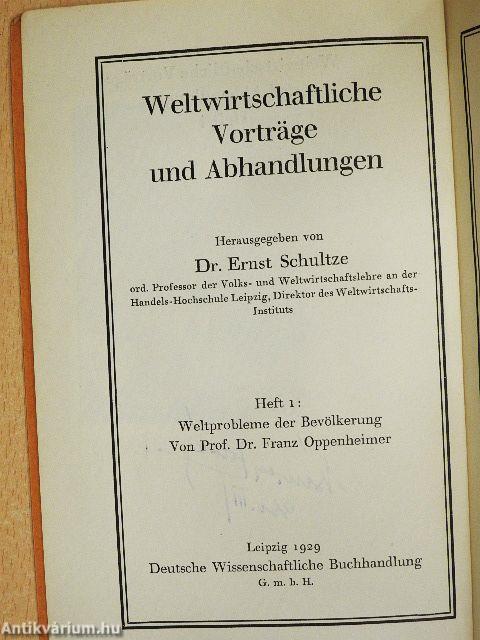 Weltwirtschaftliche
Vorträge
und Abhandlungen
Herausgegeben von
Dr. Ernst Schultze
ord. Professor der Volks- und Weltwirtschaftslehre an der
Handels-Hochschule Leipzig, Direktor des Weltwirtschafts-
Instituts
Heft 1:
Weltprobleme der Bevölkerung
Von Prof. Dr. Franz Oppenheimer
Leipzig 1929
Deutsche Wissenschaftliche Buchhandlung
G. m. b. H.
Antikvárium.hu